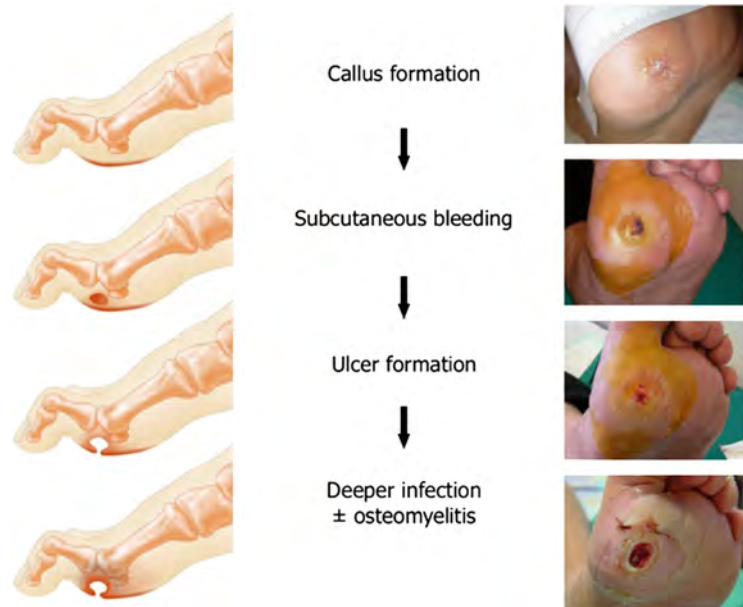 Callus formation
Subcutaneous bleeding
Ulcer formation
Deeper infection
± osteomyelitis